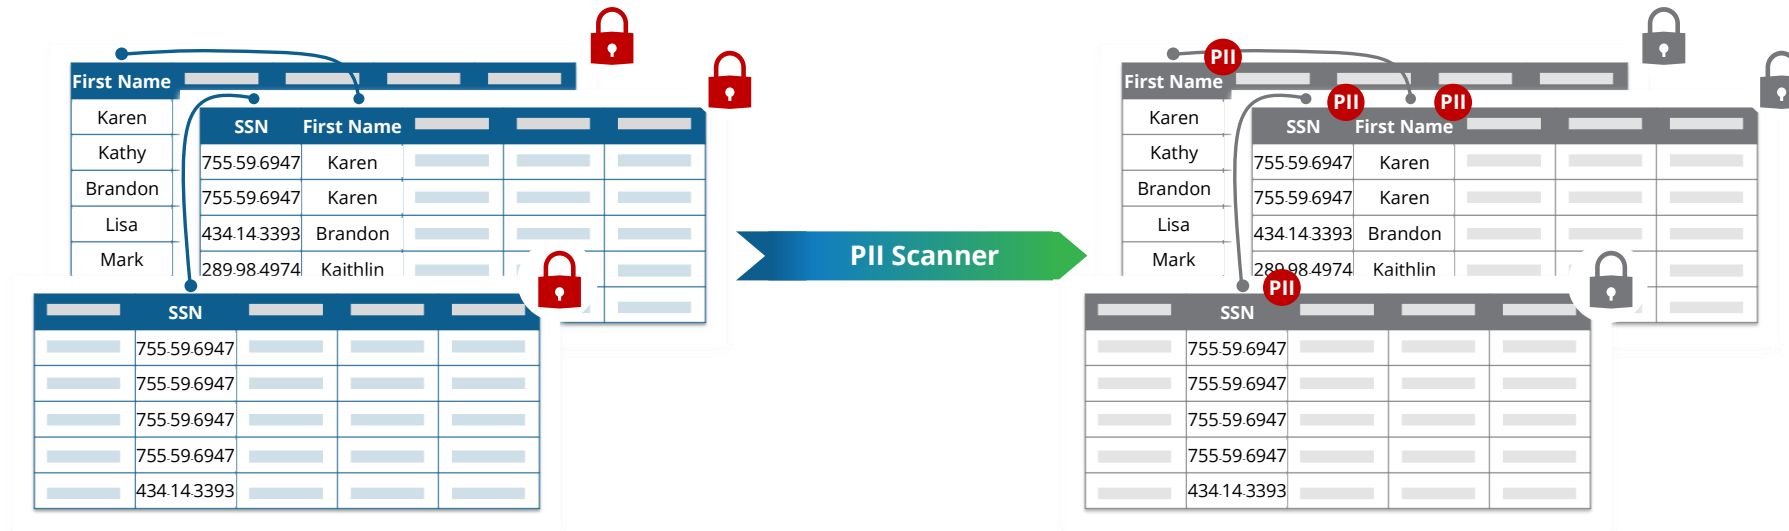 First Name
Karen
Kathy
Brandon
Lisa
Mark
SSN First Name
755-59-6947 Karen
755-59-6947 Karen
434-14-3393 Brandon
289-98-4974 Kaithlin
SSN
755-59-6947
755-59-6947
755-59-6947
755-59-6947
434-14-3393
PII Scanner
First Name PII
Karen
Kathy
Brandon
Lisa
Mark
PII PII
SSN First Name
755-59-6947 Karen
755-59-6947 Karen
434-14-3393 Brandon
289-98-4974 Kaithlin
PII
SSN
755-59-6947
755-59-6947
755-59-6947
755-59-6947
434-14-3393